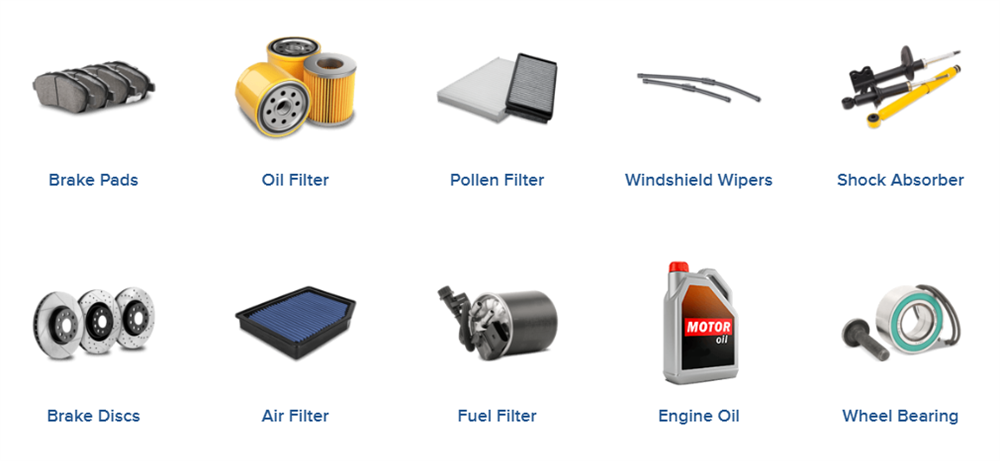 Brake Pads
Oil Filter
Pollen Filter
Windshield Wipers
Shock Absorber
MOTOR
oil
Brake Discs
Air Filter
Fuel Filter
Engine Oil
Wheel Bearing